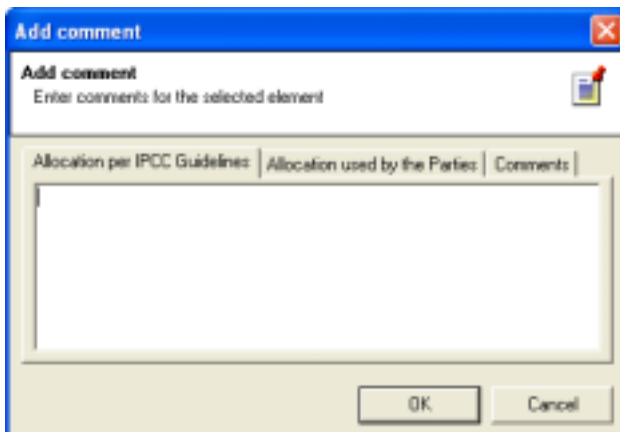 Add comment
Add comment
Enter comments for the selected element
Allocation per IPCC Guidelines Allocation used by the Parties Comments
OK Cancel